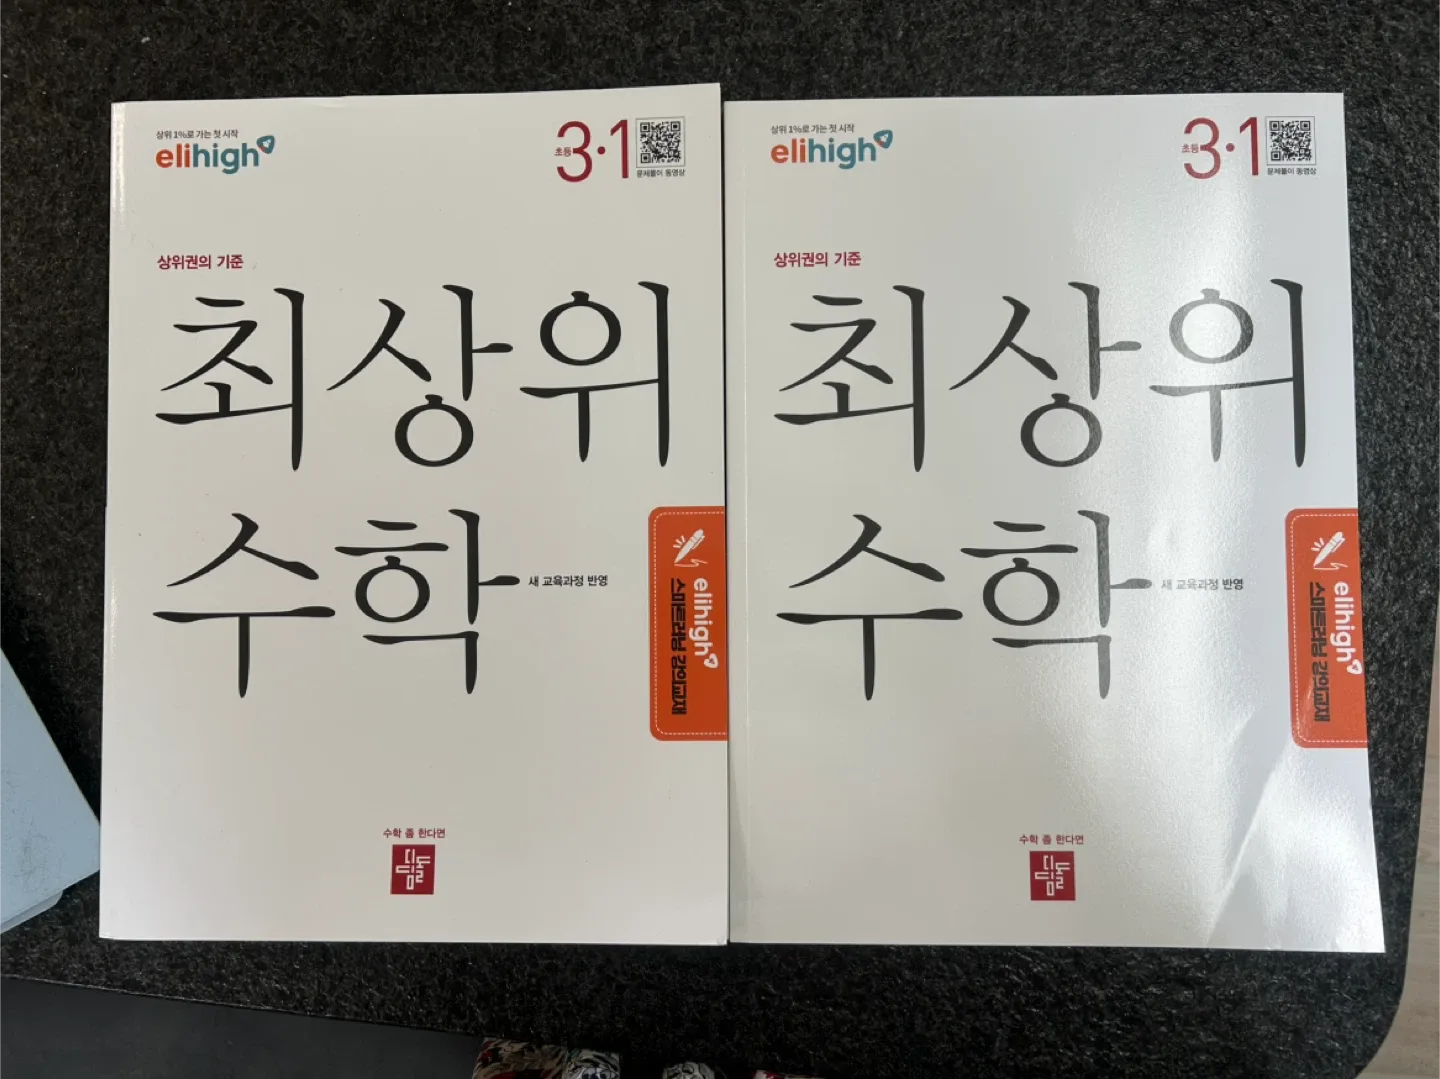 상위 1%로 가는 첫 시작
elihigh
초등 3·1
문제풀이 동영상
상위권의 기준
최상위
수학 새 교육과정 반영
elihigh
스마트러닝 강의교재
수학 좀 한다면
디딤돌
상위 1%로 가는 첫 시작
elihigh
초등 3·1
문제풀이 동영상
상위권의 기준
최상위
수학 새 교육과정 반영
elihigh
스마트러닝 강의교재
수학 좀 한다면
디딤돌